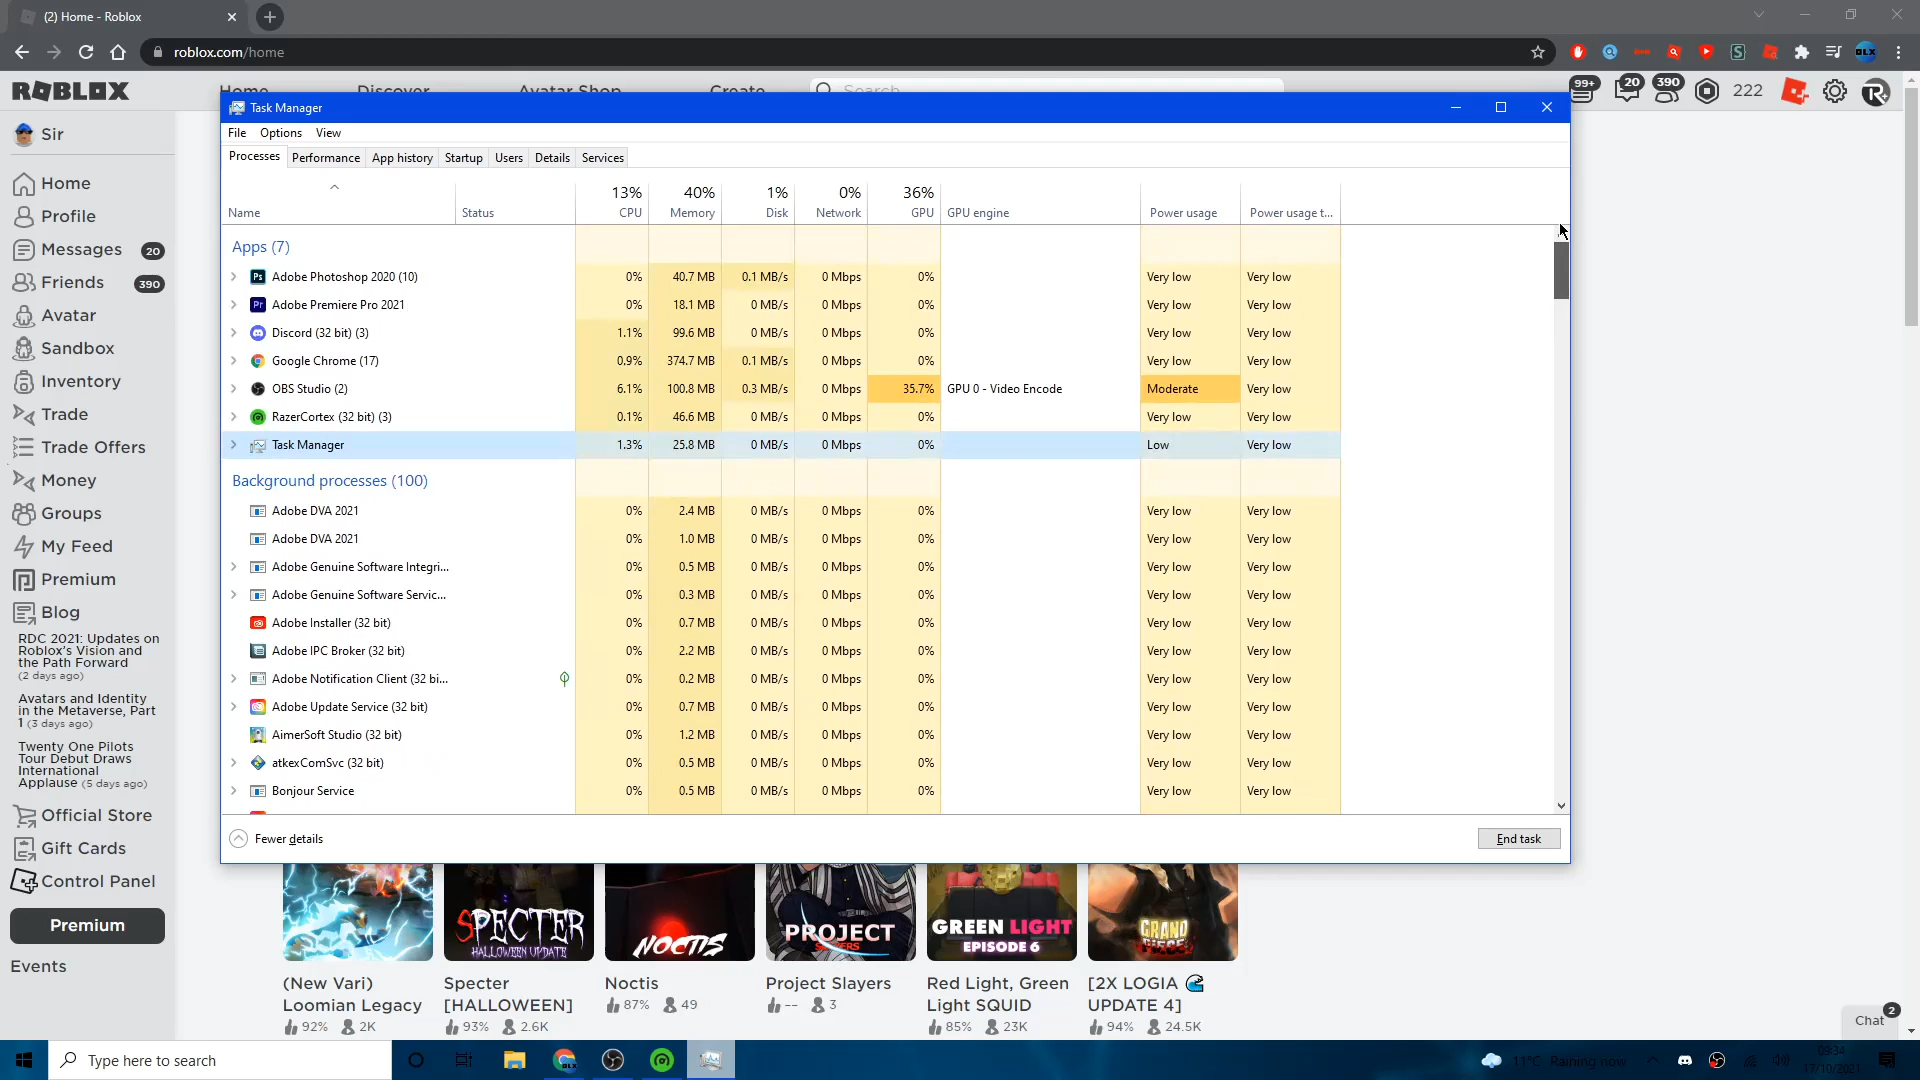 (2) Home - Roblox
roblox.com/home
ROBLOX
Home Discover Avatar Shop Create Search
99+ 20 390 222
Sir
Home
Profile
Messages 20
Friends 390
Avatar
Sandbox
Inventory
Trade
Trade Offers
Money
Groups
My Feed
Premium
Blog
RDC 2021: Updates on
Roblox's Vision and
the Path Forward
(2 days ago)
Avatars and Identity
in the Metaverse, Part
1 (3 days ago)
Twenty One Pilots
Tour Debut Draws
International
Applause (5 days ago)
Official Store
Gift Cards
Control Panel
Premium
Events
Task Manager
File Options View
Processes Performance App history Startup Users Details Services
13% 40% 1% 0% 36%
Name Status CPU Memory Disk Network GPU GPU engine Power usage Power usage t...
Apps (7)
Adobe Photoshop 2020 (10) 0% 40.7 MB 0.1 MB/s 0 Mbps 0% Very low Very low
Adobe Premiere Pro 2021 0% 18.1 MB 0 MB/s 0 Mbps 0% Very low Very low
Discord (32 bit) (3) 1.1% 99.6 MB 0 MB/s 0 Mbps 0% Very low Very low
Google Chrome (17) 0.9% 374.7 MB 0.1 MB/s 0 Mbps 0% Very low Very low
OBS Studio (2) 6.1% 100.8 MB 0.3 MB/s 0 Mbps 35.7% GPU 0 - Video Encode Moderate Very low
RazerCortex (32 bit) (3) 0.1% 46.6 MB 0 MB/s 0 Mbps 0% Very low Very low
Task Manager 1.3% 25.8 MB 0 MB/s 0 Mbps 0% Low Very low
Background processes (100)
Adobe DVA 2021 0% 2.4 MB 0 MB/s 0 Mbps 0% Very low Very low
Adobe DVA 2021 0% 1.0 MB 0 MB/s 0 Mbps 0% Very low Very low
Adobe Genuine Software Integri... 0% 0.5 MB 0 MB/s 0 Mbps 0% Very low Very low
Adobe Genuine Software Servic... 0% 0.3 MB 0 MB/s 0 Mbps 0% Very low Very low
Adobe Installer (32 bit) 0% 0.7 MB 0 MB/s 0 Mbps 0% Very low Very low
Adobe IPC Broker (32 bit) 0% 2.2 MB 0 MB/s 0 Mbps 0% Very low Very low
Adobe Notification Client (32 bi... 0% 0.2 MB 0 MB/s 0 Mbps 0% Very low Very low
Adobe Update Service (32 bit) 0% 0.7 MB 0 MB/s 0 Mbps 0% Very low Very low
AimerSoft Studio (32 bit) 0% 1.2 MB 0 MB/s 0 Mbps 0% Very low Very low
atkexComSvc (32 bit) 0% 0.5 MB 0 MB/s 0 Mbps 0% Very low Very low
Bonjour Service 0% 0.5 MB 0 MB/s 0 Mbps 0% Very low Very low
Fewer details End task
SPECTER
HALLOWEEN UPDATE
NOCTIS
PROJECT
SLAYERS
GREEN LIGHT
EPISODE 6
GRAND
PIECE
(New Vari)
Loomian Legacy
92% 2K
Specter
[HALLOWEEN]
93% 2.6K
Noctis
87% 49
Project Slayers
-- 3
Red Light, Green
Light SQUID
85% 23K
[2X LOGIA 🌊
UPDATE 4]
94% 24.5K
Chat 2
Type here to search
11°C Raining now
09:34
17/10/2021